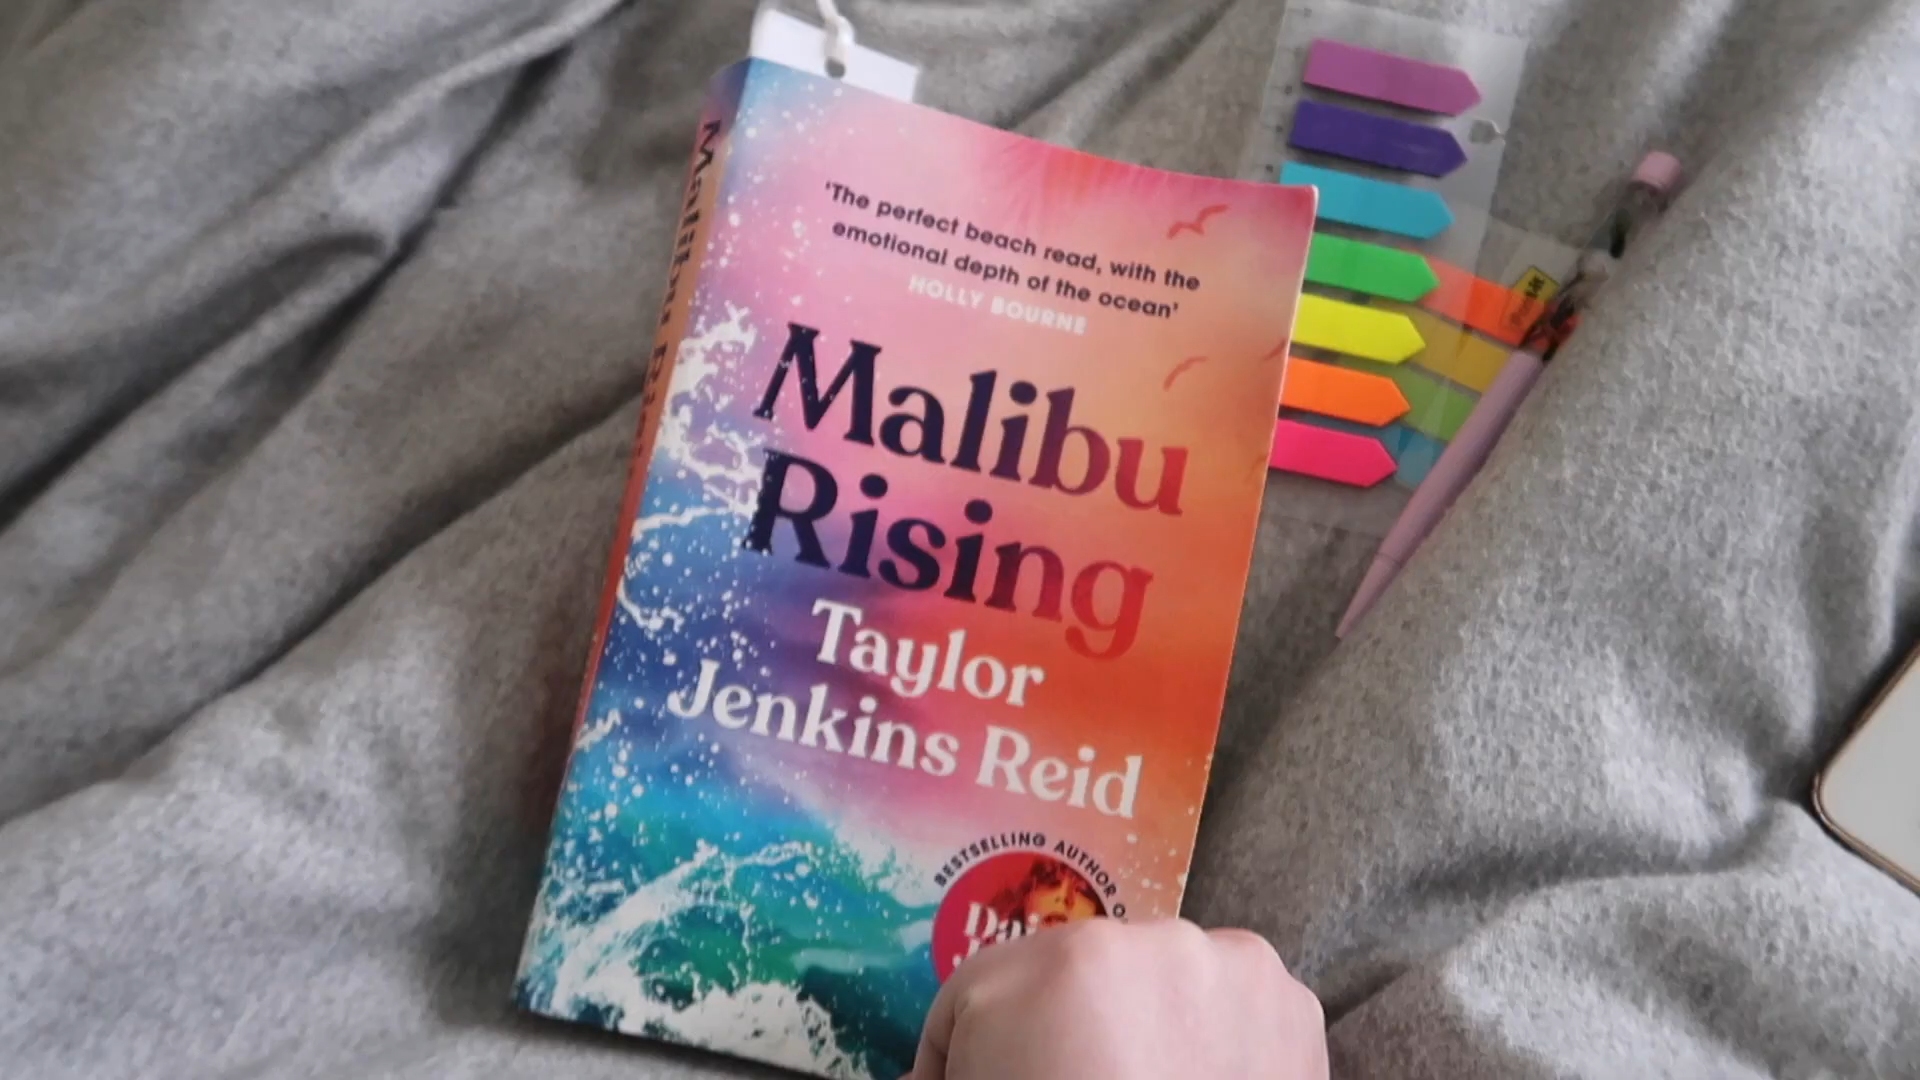 'The perfect beach read, with the
emotional depth of the ocean'
HOLLY BOURNE
Malibu
Rising
Taylor
Jenkins Reid
BESTSELLING AUTHOR
Malibu